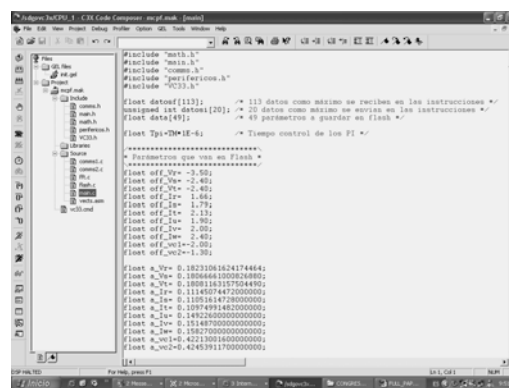 /sdgovc3x/CPU_1 - C3X Code Composer - mcpf.mak - [main]
File Edit View Project Debug Profiler Option GEL Tools Window Help
Files
GEL files
init.gel
Project
mcpf.mak
Include
comms.h
main.h
math.h
perifericos.h
VC33.h
Libraries
Source
comms1.c
comms2.c
flash.c
main.c
vects.asm
vc33.cmd
#include "math.h"
#include "main.h"
#include "comms.h"
#include "perifericos.h"
#include "VC33.h"
float datosf[113]; /* 113 datos como máximo se reciben en las instrucciones */
unsigned int datosi[20]; /* 20 datos como máximo se envían en las instrucciones */
float data[49]; /* 49 parámetros a guardar en flash */
float Tpi=TM*1E-6; /* Tiempo control de los PI */
/*****************************/
* Parámetros que van en Flash *
\*****************************/
float off_Vr= -3.50;
float off_Vs= -2.40;
float off_Vt= -2.40;
float off_Ir= 1.66;
float off_Is= 1.79;
float off_It= 2.13;
float off_Iu= 1.90;
float off_Iv= 2.00;
float off_Iw= 2.40;
float off_vc1=-2.00;
float off_vc2=-1.30;
float a_Vr= 0.18231061624174464;
float a_Vs= 0.18066661000826880;
float a_Vt= 0.18081163157504490;
float a_Ir= 0.11145074472000000;
float a_Is= 0.11051614728000000;
float a_It= 0.10974991482000000;
float a_Iu= 0.14922600000000000;
float a_Iv= 0.15148700000000000;
float a_Iw= 0.15827000000000000;
float a_vc1=0.42213001600000000;
float a_vc2=0.42453911700000000;
DSP HALTED
For Help, press F1
Ln 1, Col 1
NUM
Inicio